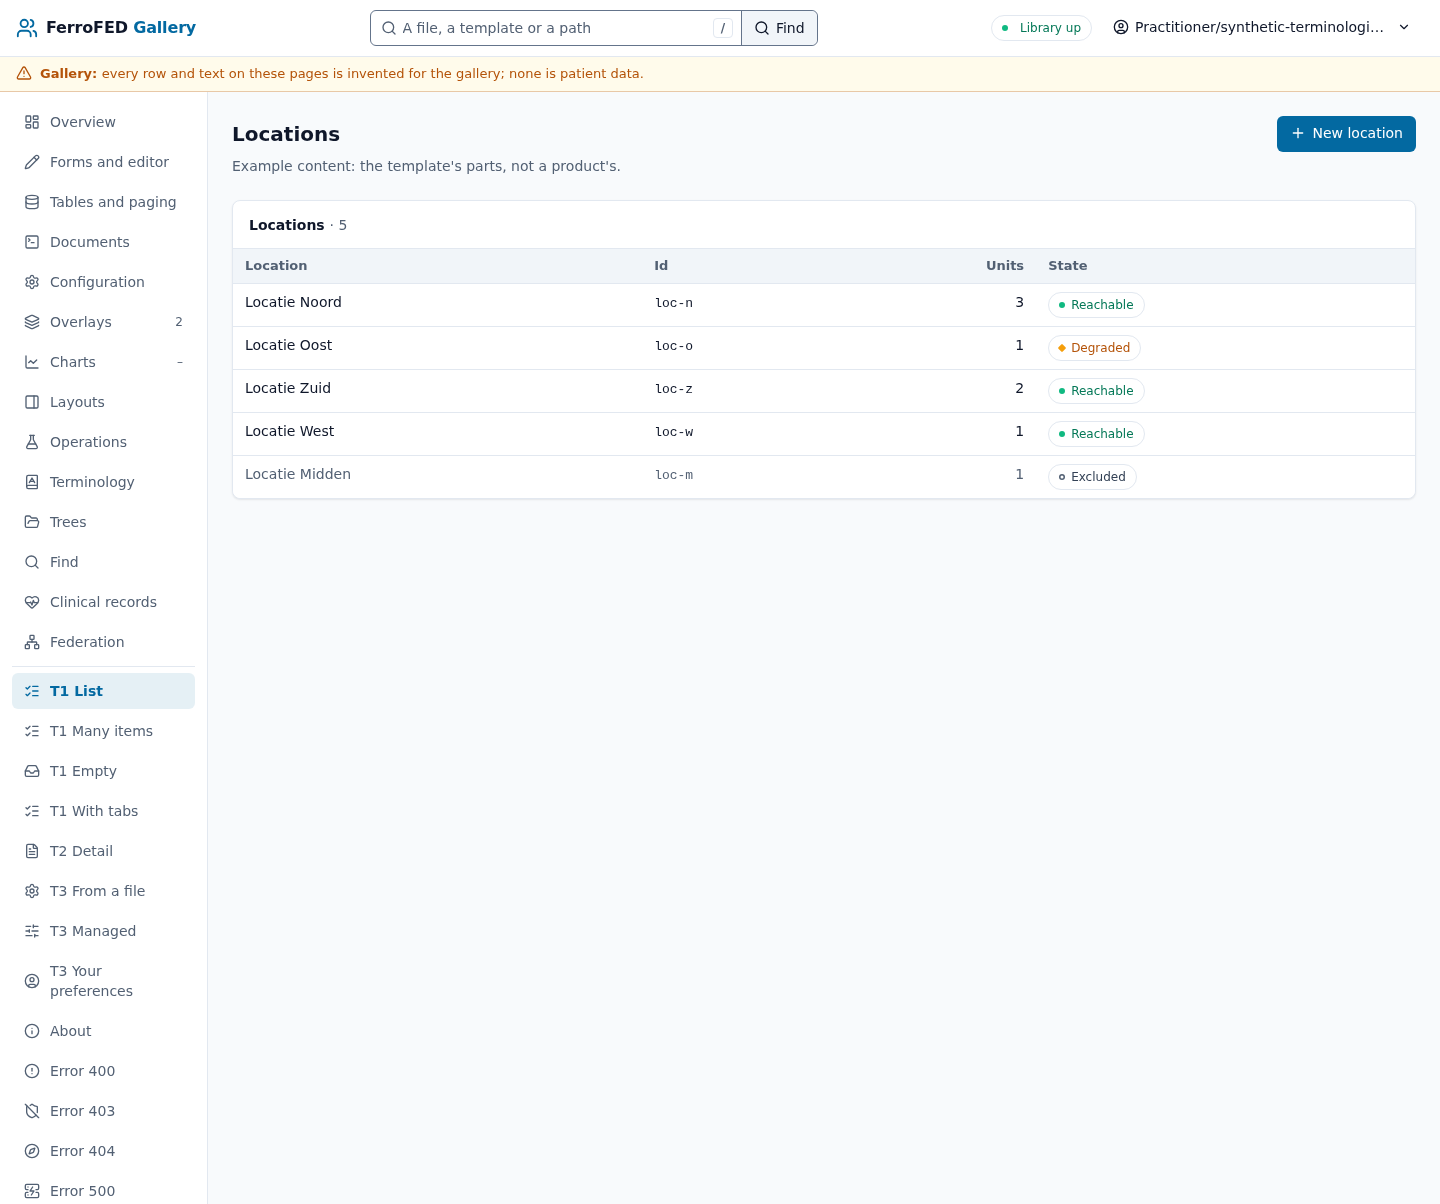 FerroFED Gallery
A file, a template or a path
/
Find
Library up
Practitioner/synthetic-terminologi...
Gallery: every row and text on these pages is invented for the gallery; none is patient data.
Overview
Forms and editor
Tables and paging
Documents
Configuration
Overlays 2
Charts –
Layouts
Operations
Terminology
Trees
Find
Clinical records
Federation
T1 List
T1 Many items
T1 Empty
T1 With tabs
T2 Detail
T3 From a file
T3 Managed
T3 Your
preferences
About
Error 400
Error 403
Error 404
Error 500
Locations
New location
Example content: the template's parts, not a product's.
Locations · 5
Location Id Units State
Locatie Noord loc-n 3 Reachable
Locatie Oost loc-o 1 Degraded
Locatie Zuid loc-z 2 Reachable
Locatie West loc-w 1 Reachable
Locatie Midden loc-m 1 Excluded